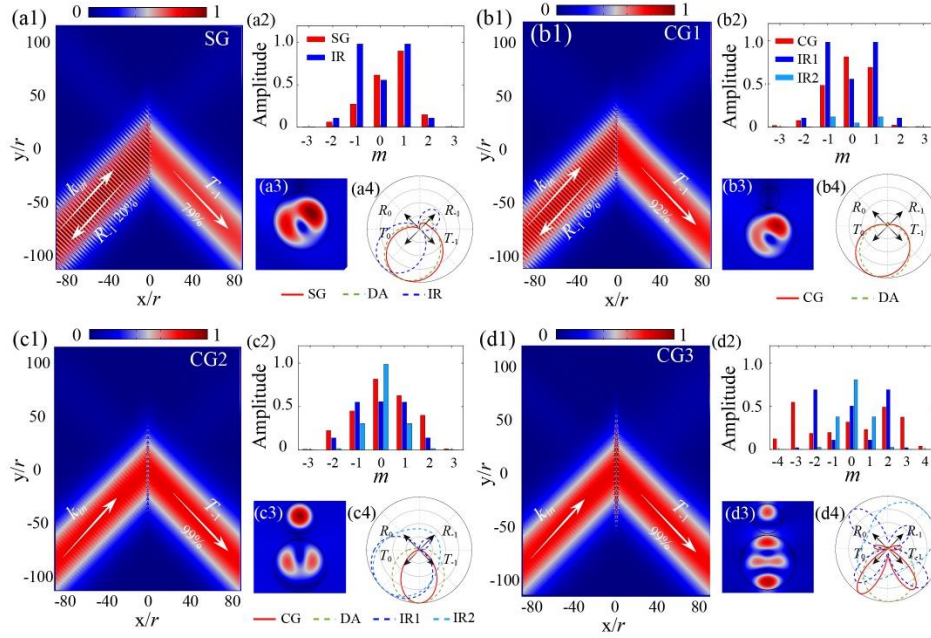 (a1)
0
1
SG
100
50
0
-50
-100
y/r
-80
-40
0
40
80
x/r
k_in
R_-1 20%
T_-1
79%
(a2)
SG
IR
Amplitude
1.0
0.5
0
-3 -2 -1 0 1 2 3
m
(a3)
(a4)
R_0
R_-1
T_0
T_-1
SG
DA
IR
(b1)
0
1
(b1)
CG1
100
50
0
-50
-100
y/r
-80
-40
0
40
80
x/r
k_in
R_-1 6%
T_-1
92%
(b2)
CG
IR1
IR2
Amplitude
1.0
0.5
0
-3 -2 -1 0 1 2 3
m
(b3)
(b4)
R_0
R_-1
T_0
T_-1
CG
DA
(c1)
0
1
CG2
100
50
0
-50
-100
y/r
-80
-40
0
40
80
x/r
k_in
T_-1
99%
(c2)
Amplitude
1.0
0.5
0
-3 -2 -1 0 1 2 3
m
(c3)
(c4)
R_0
R_-1
T_0
T_-1
CG
DA
IR1
IR2
(d1)
0
1
CG3
100
50
0
-50
-100
y/r
-80
-40
0
40
80
x/r
k_in
T_-1
99%
(d2)
Amplitude
1.0
0.5
0
-4 -3 -2 -1 0 1 2 3 4
m
(d3)
(d4)
R_0
R_-1
T_0
T_-1